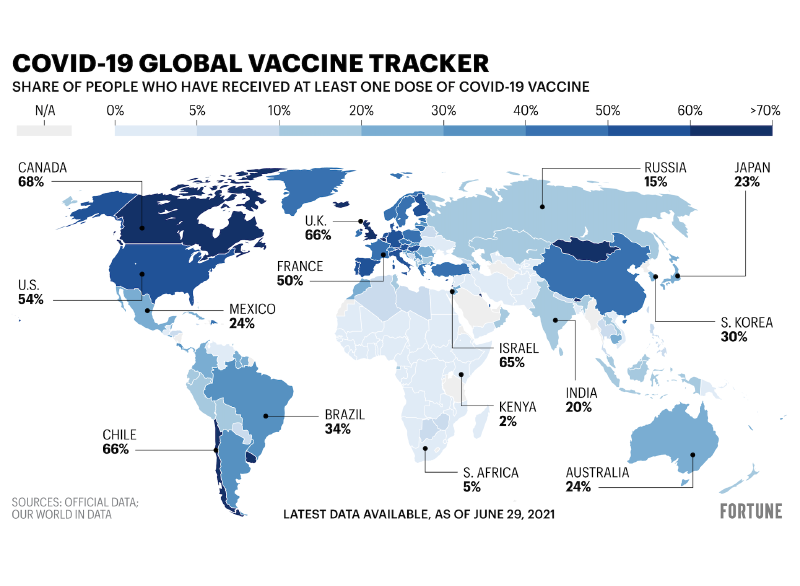 COVID-19 GLOBAL VACCINE TRACKER
SHARE OF PEOPLE WHO HAVE RECEIVED AT LEAST ONE DOSE OF COVID-19 VACCINE
N/A 0% 5% 10% 20% 30% 40% 50% 60% >70%
CANADA
68%
RUSSIA
15%
JAPAN
23%
U.K.
66%
FRANCE
50%
U.S.
54%
MEXICO
24%
S. KOREA
30%
ISRAEL
65%
INDIA
20%
KENYA
2%
BRAZIL
34%
CHILE
66%
S. AFRICA
5%
AUSTRALIA
24%
SOURCES: OFFICIAL DATA;
OUR WORLD IN DATA
LATEST DATA AVAILABLE, AS OF JUNE 29, 2021
FORTUNE